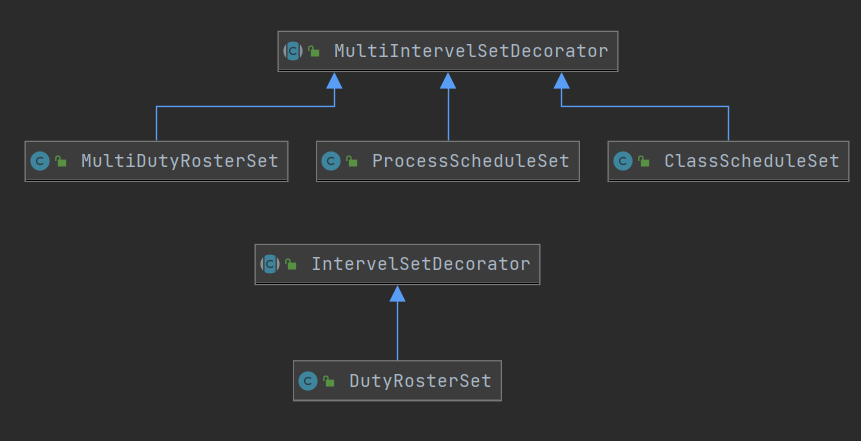 MultiIntervelSetDecorator
MultiDutyRosterSet
ProcessScheduleSet
ClassScheduleSet
IntervelSetDecorator
DutyRosterSet